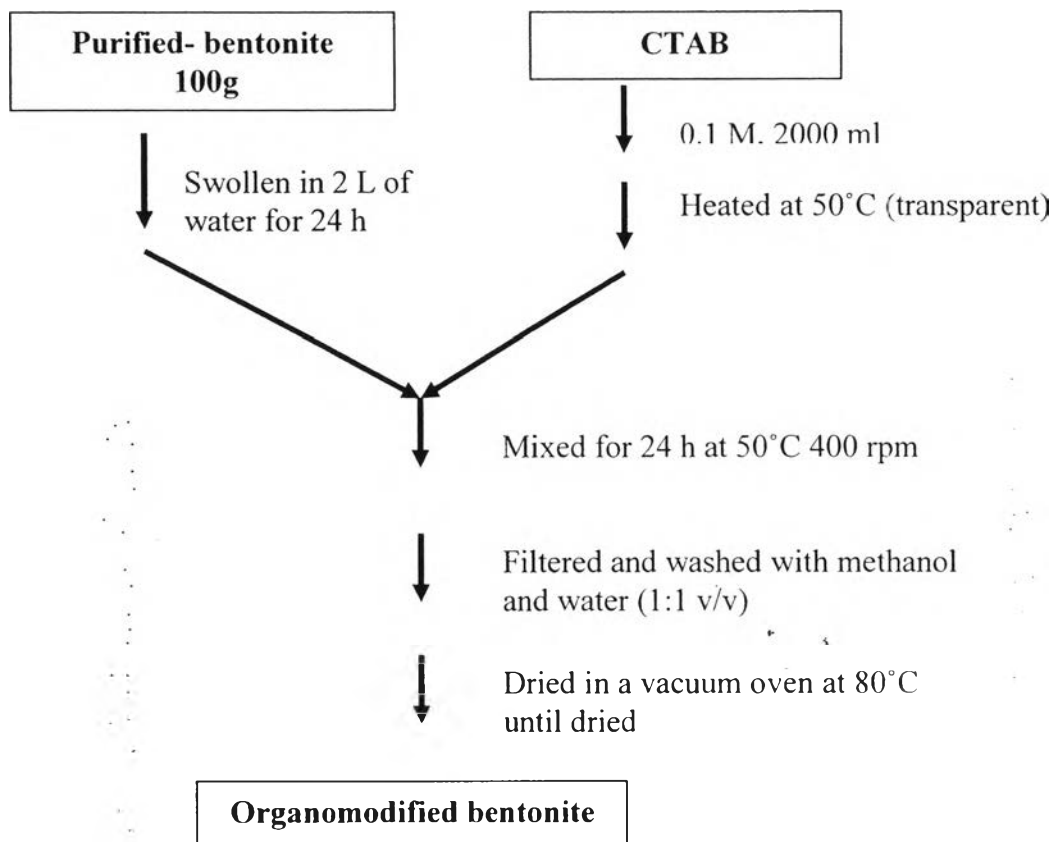 Purified- bentonite
100g
CTAB
Swollen in 2 L of
water for 24 h
0.1 M. 2000 ml
Heated at 50°C (transparent)
Mixed for 24 h at 50°C 400 rpm
Filtered and washed with methanol
and water (1:1 v/v)
Dried in a vacuum oven at 80°C
until dried
Organomodified bentonite